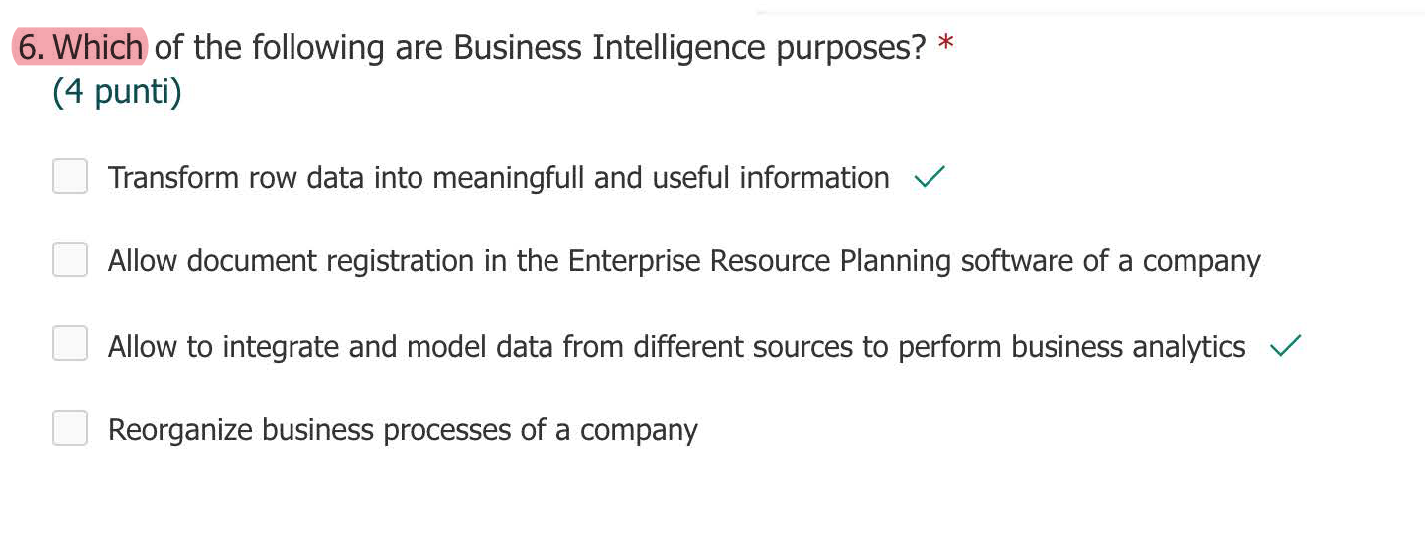 6. Which of the following are Business Intelligence purposes? *
(4 punti)
Transform row data into meaningfull and useful information
Allow document registration in the Enterprise Resource Planning software of a company
Allow to integrate and model data from different sources to perform business analytics
Reorganize business processes of a company